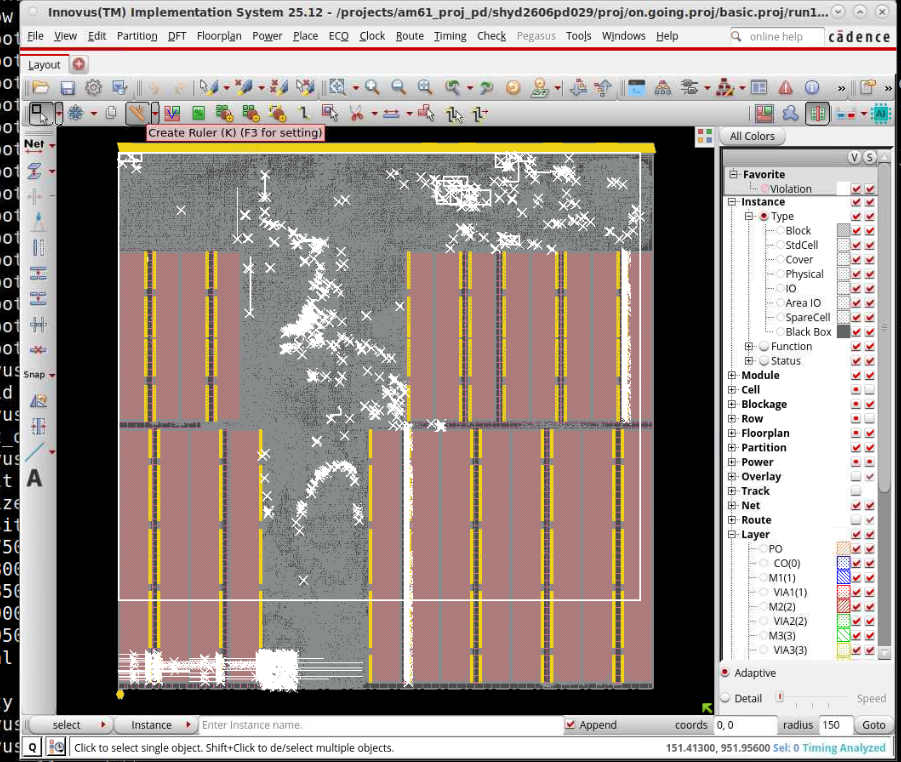 Innovus(TM) Implementation System 25.12 - /projects/am61_proj_pd/shyd2606pd029/proj/on.going.proj/basic.proj/run1...
File View Edit Partition DFT Floorplan Power Place ECO Clock Route Timing Check Pegasus Tools Windows Help online help cādence
Layout
Create Ruler (K) (F3 for setting)
All Colors
Net
V S
Favorite
Violation
Instance
Type
Block
StdCell
Cover
Physical
IO
Area IO
SpareCell
Black Box
Function
Status
Snap
Module
Cell
Blockage
Row
Floorplan
Partition
Power
Overlay
Track
Net
Route
Layer
PO
CO(0)
M1(1)
VIA1(1)
M2(2)
VIA2(2)
M3(3)
VIA3(3)
A
Adaptive
Detail Speed
select Instance Enter Instance name. Append coords 0, 0 radius 150 Goto
Q Click to select single object. Shift+Click to de/select multiple objects. 151.41300, 951.95600 Sel: 0 Timing Analyzed